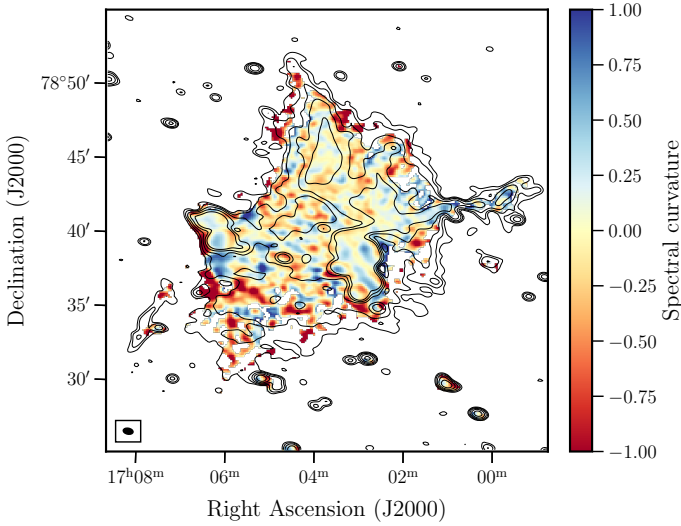 78°50′
45′
40′
35′
30′
Declination (J2000)
17ʰ08ᵐ
06ᵐ
04ᵐ
02ᵐ
00ᵐ
Right Ascension (J2000)
1.00
0.75
0.50
0.25
0.00
−0.25
−0.50
−0.75
−1.00
Spectral curvature